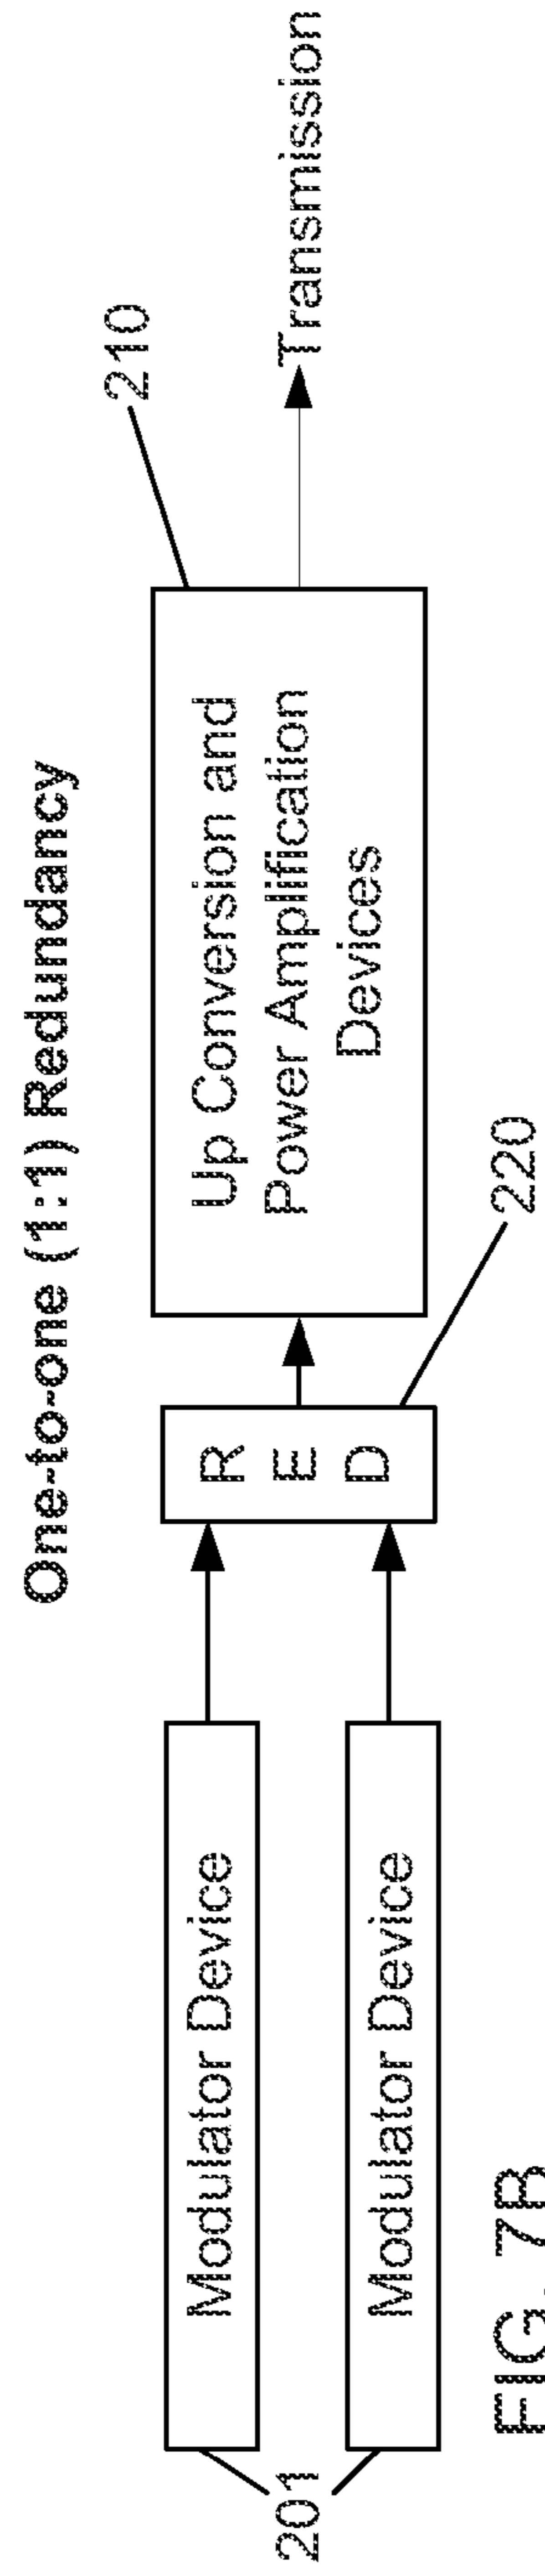 One-to-one (1:1) Redundancy
210
Modulator Device
Modulator Device
201
R
E
D
220
Up Conversion and
Power Amplification
Devices
Transmission
FIG. 7B